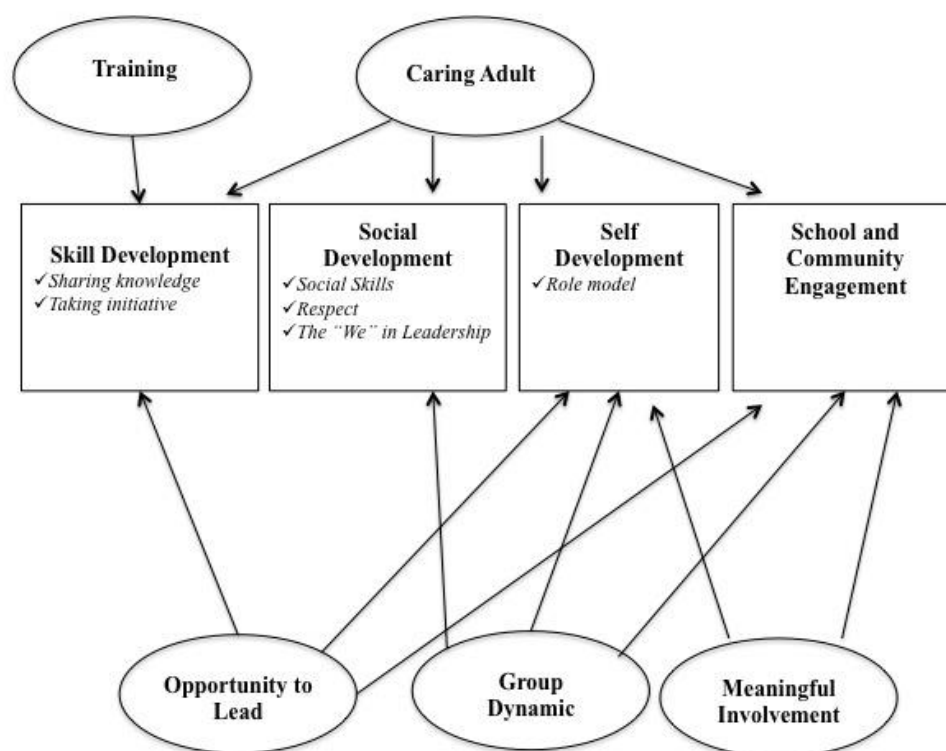 Training
Caring Adult
Skill Development
✓Sharing knowledge
✓Taking initiative
Social
Development
✓Social Skills
✓Respect
✓The "We" in Leadership
Self
Development
✓Role model
School and
Community
Engagement
Opportunity to
Lead
Group
Dynamic
Meaningful
Involvement